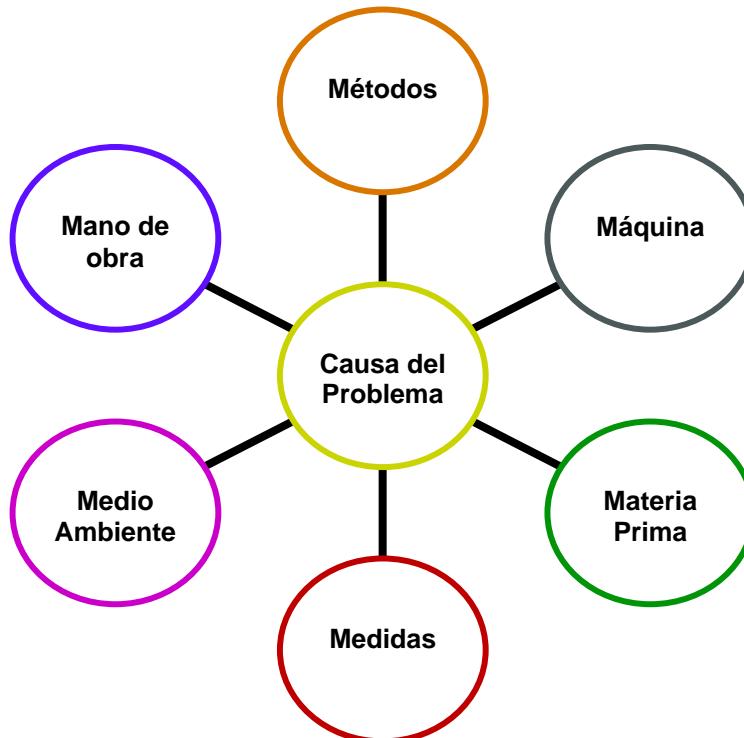 Métodos
Mano de
obra
Máquina
Causa del
Problema
Medio
Ambiente
Materia
Prima
Medidas